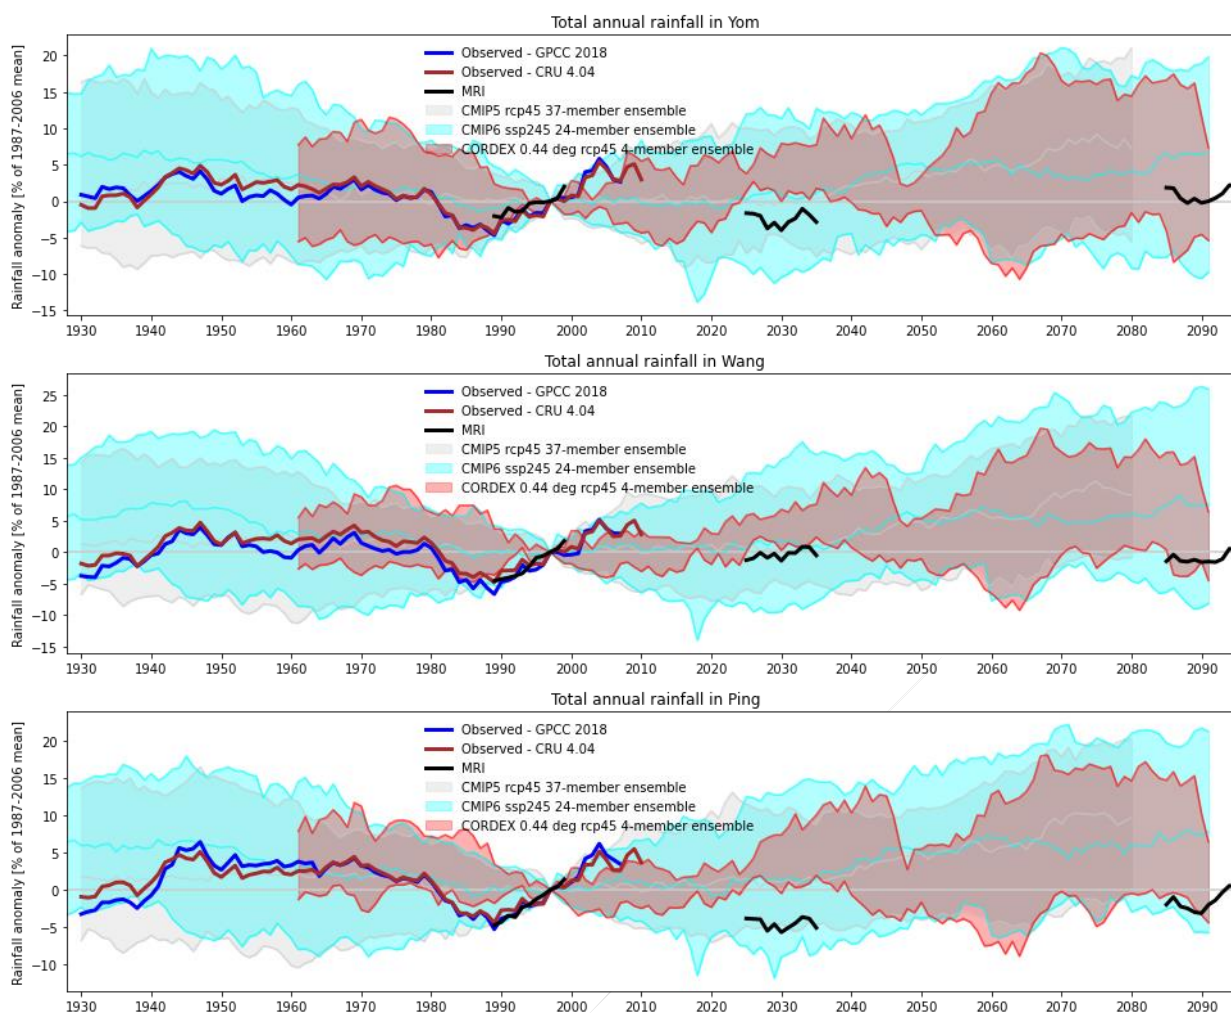 Total annual rainfall in Yom
Rainfall anomaly [% of 1987-2006 mean]
20
15
10
5
0
−5
−10
−15
Observed - GPCC 2018
Observed - CRU 4.04
MRI
CMIP5 rcp45 37-member ensemble
CMIP6 ssp245 24-member ensemble
CORDEX 0.44 deg rcp45 4-member ensemble
1930 1940 1950 1960 1970 1980 1990 2000 2010 2020 2030 2040 2050 2060 2070 2080 2090
Total annual rainfall in Wang
Rainfall anomaly [% of 1987-2006 mean]
25
20
15
10
5
0
−5
−10
−15
Observed - GPCC 2018
Observed - CRU 4.04
MRI
CMIP5 rcp45 37-member ensemble
CMIP6 ssp245 24-member ensemble
CORDEX 0.44 deg rcp45 4-member ensemble
1930 1940 1950 1960 1970 1980 1990 2000 2010 2020 2030 2040 2050 2060 2070 2080 2090
Total annual rainfall in Ping
Rainfall anomaly [% of 1987-2006 mean]
20
15
10
5
0
−5
−10
Observed - GPCC 2018
Observed - CRU 4.04
MRI
CMIP5 rcp45 37-member ensemble
CMIP6 ssp245 24-member ensemble
CORDEX 0.44 deg rcp45 4-member ensemble
1930 1940 1950 1960 1970 1980 1990 2000 2010 2020 2030 2040 2050 2060 2070 2080 2090